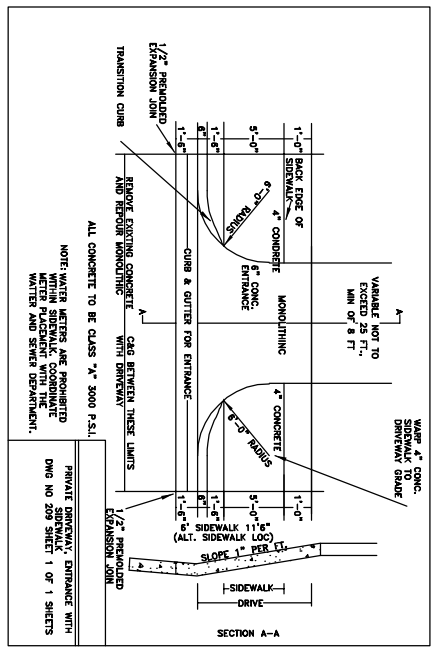 VARIABLE NOT TO
EXCEED 25 FT.,
MIN OF 8 FT
A
A
WARP 4" CONC.
SIDEWALK TO
DRIVEWAY GRADE
1'-0"
5'-0"
1'-6"
6"
1'-6"
BACK EDGE OF
SIDEWALK
4" CONDRETE
6'-0"
RADIUS
MONOLITHING
6" CONC.
ENTRANCE
4" CONCRETE
6'-0" RADIUS
1'-0"
5'-0"
1'-6"
6"
1'-6"
1/2" PREMOLDED
EXPANSION JOIN
TRANSITION CURB
CURB & GUTTER FOR ENTRANCE
REMOVE EXIXTING CONCRETE
AND REPOUR MONOLITHIC
C&G BETWEEN THESE LIMITS
WITH DRIVEWAY
1/2" PREMOLDED
EXPANSION JOIN
6' SIDEWALK 11'6"
(ALT. SIDEWALK LOC)
SLOPE 1" PER FT.
SIDEWALK
DRIVE
SECTION A-A
ALL CONCRETE TO BE CLASS "A" 3000 P.S.I.
NOTE: WATER METERS ARE PROHIBITED
WITHIN SIDEWALK. COORDINATE
METER PLACEMENT WITH THE
WATTER AND SEWER DEPARTMENT.
PRIVATE DRIVEWAY, ENTRANCE WITH
SIDEWALK
DWG NO 209 SHEET 1 OF 1 SHEETS